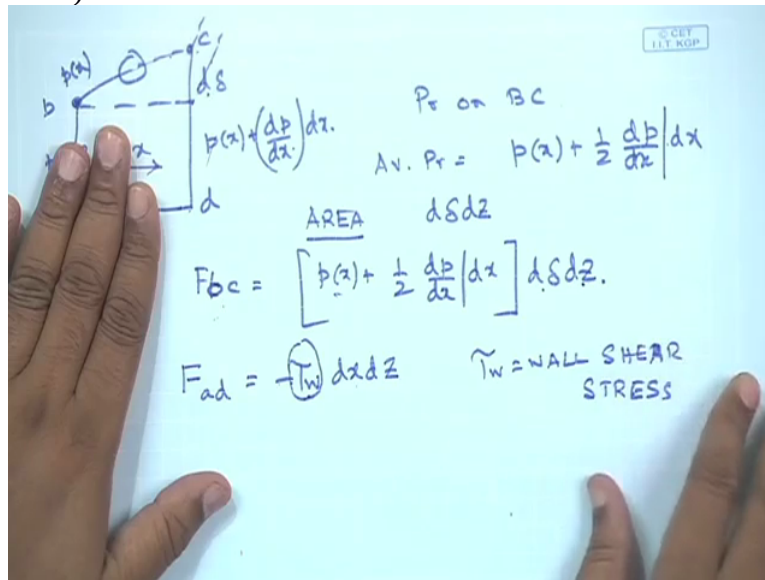 © CET
I.I.T. KGP
p(x)
c
b
dδ
p(x) + (dp/dx) dx.
x
d
Pr on BC
Av. Pr = p(x) + 1/2 dp/dx | dx
AREA dδdz
Fbc = [ p(x) + 1/2 dp/dx | dx ] dδdz.
Fad = -τw dxdz
τw = WALL SHEAR
STRESS